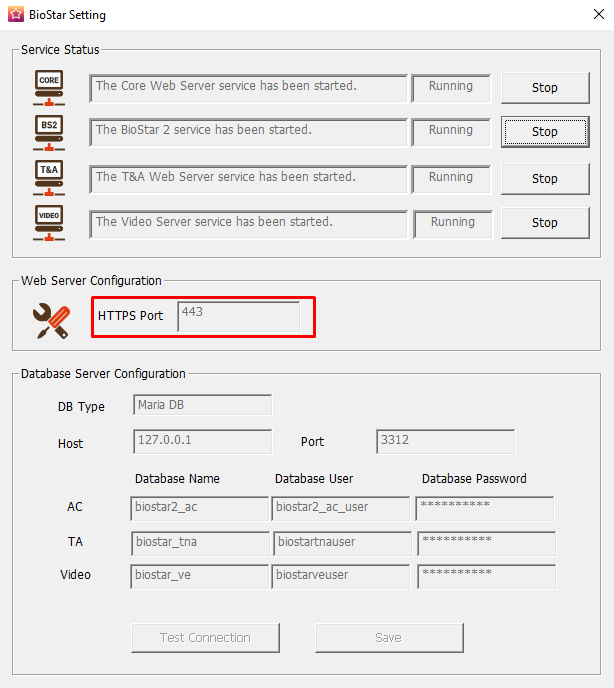 BioStar Setting
Service Status
CORE The Core Web Server service has been started. Running Stop
BS2 The BioStar 2 service has been started. Running Stop
T&A The T&A Web Server service has been started. Running Stop
VIDEO The Video Server service has been started. Running Stop
Web Server Configuration
HTTPS Port 443
Database Server Configuration
DB Type Maria DB
Host 127.0.0.1 Port 3312
Database Name Database User Database Password
AC biostar2_ac biostar2_ac_user **********
TA biostar_tna biostartnauser **********
Video biostar_ve biostarveuser **********
Test Connection Save